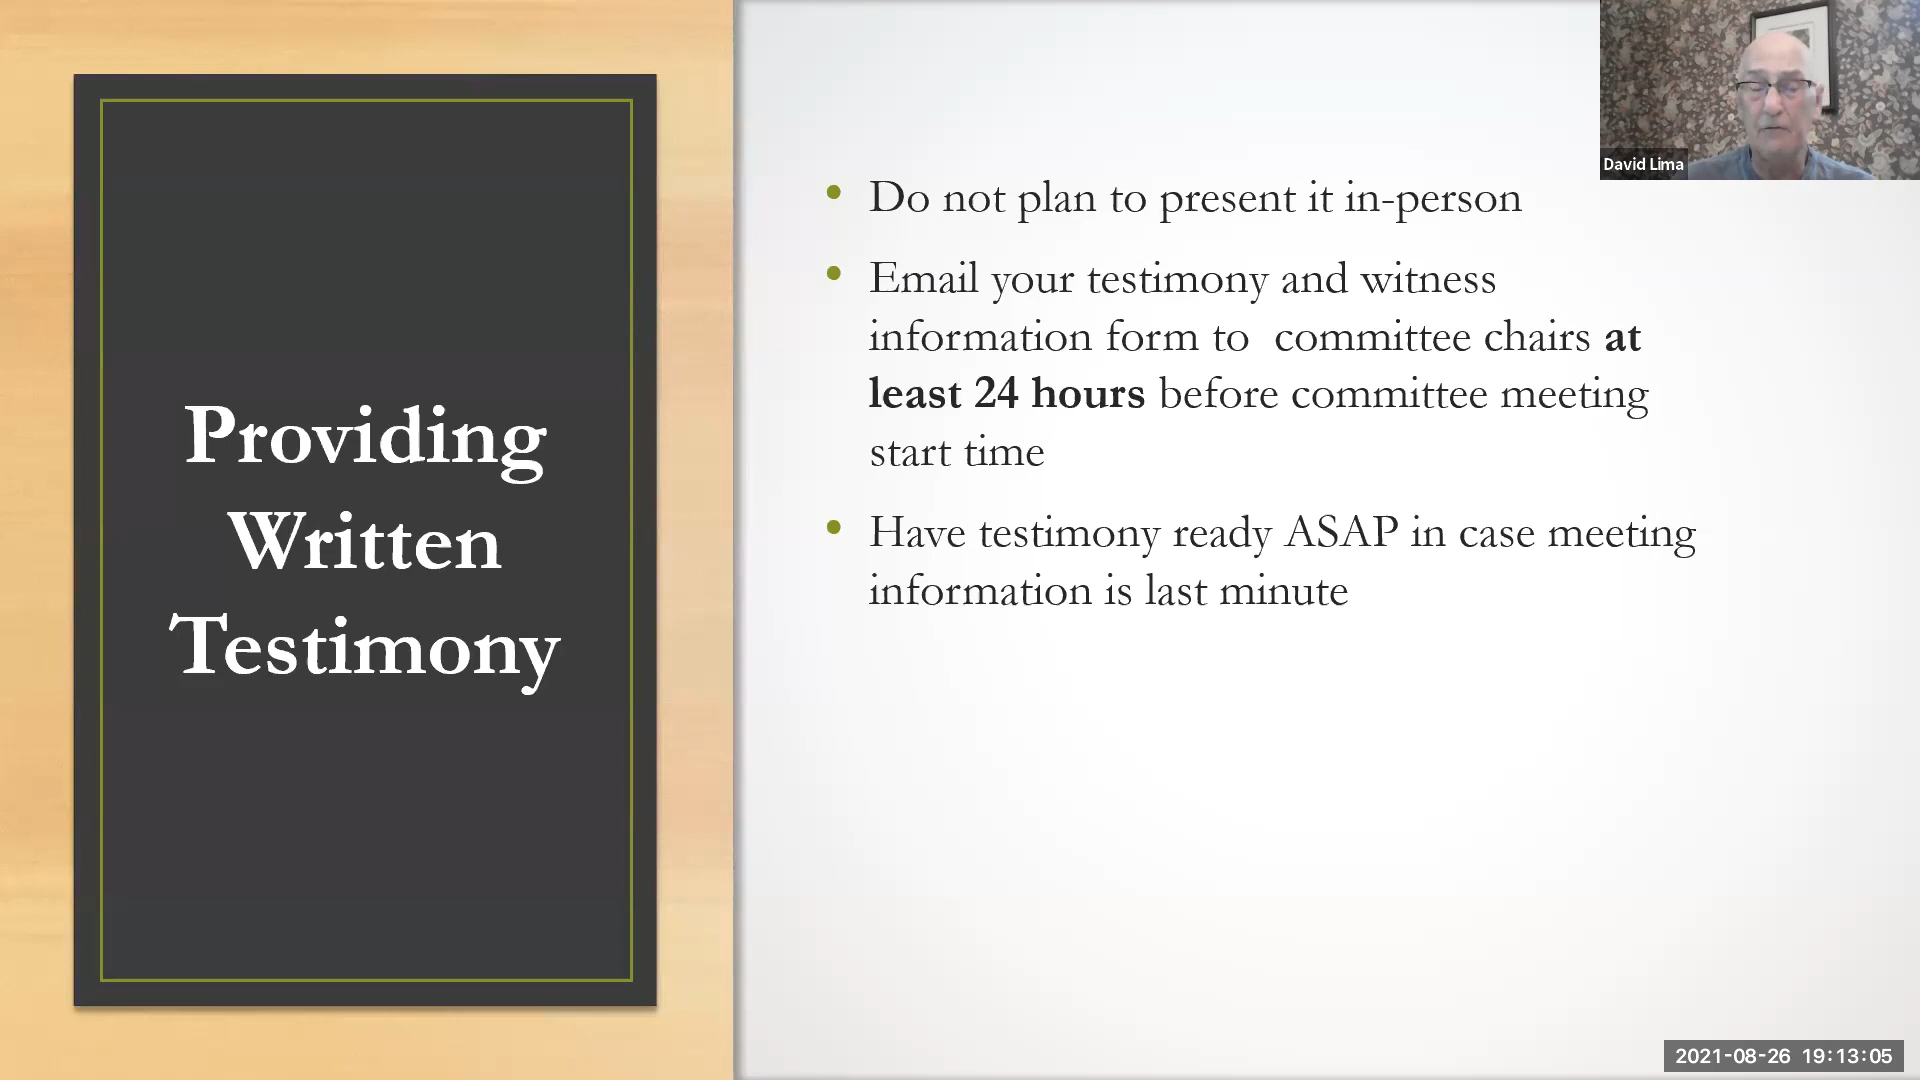 Providing
Written
Testimony
• Do not plan to present it in-person
• Email your testimony and witness
information form to  committee chairs at
least 24 hours before committee meeting
start time
• Have testimony ready ASAP in case meeting
information is last minute
David Lima
2021-08-26 19:13:05